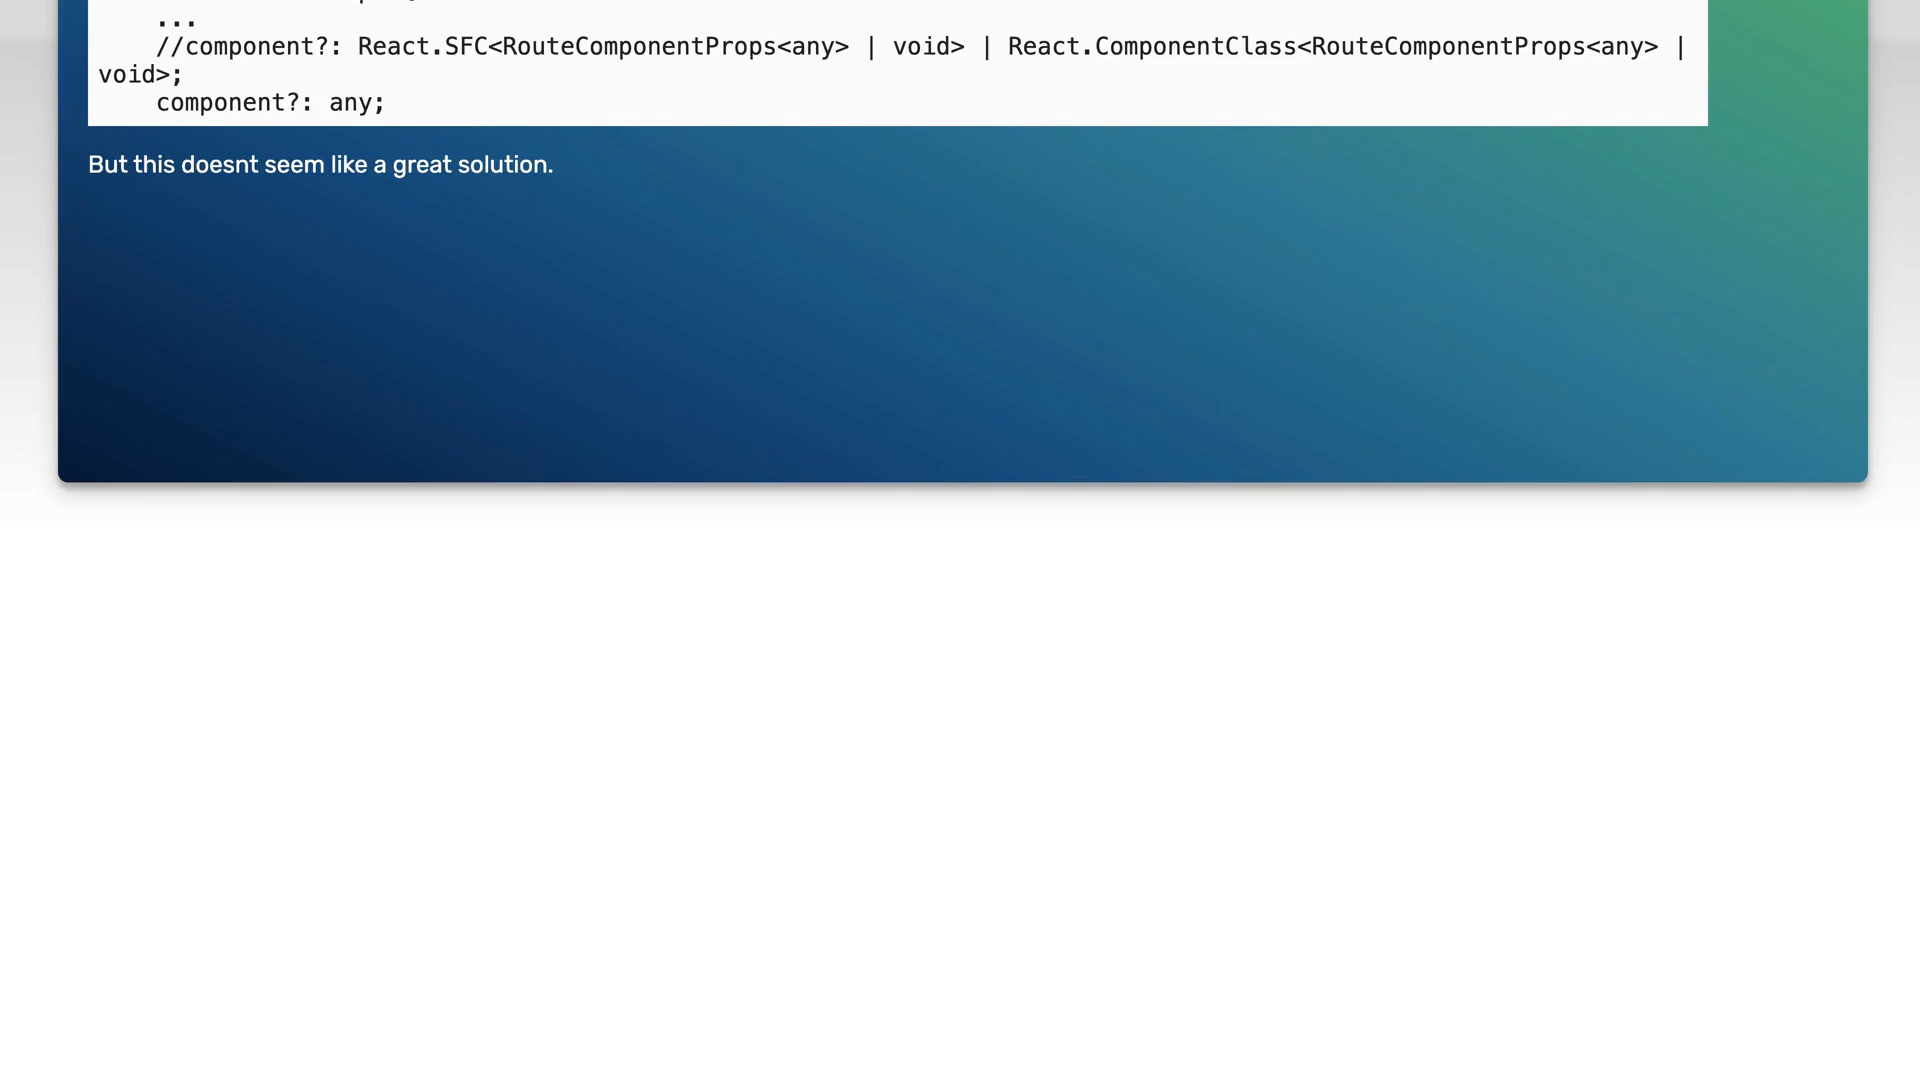 ...
//component?: React.SFC<RouteComponentProps<any> | void> | React.ComponentClass<RouteComponentProps<any> |
void>;
component?: any;
But this doesnt seem like a great solution.